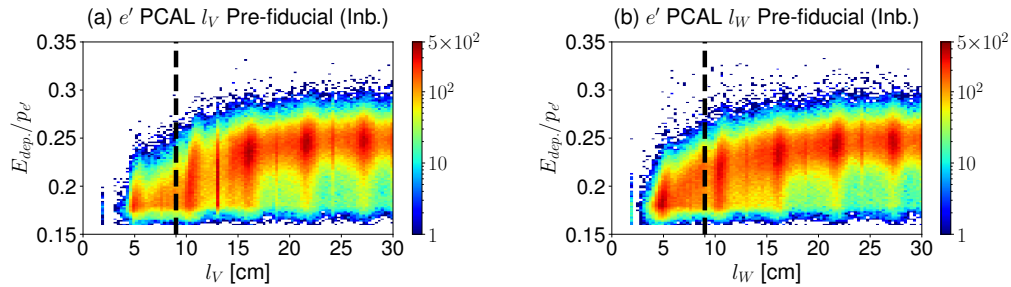 (a) e′ PCAL l_V Pre-fiducial (Inb.)
0.35
0.3
0.25
0.2
0.15
E_dep./p_e′
0 5 10 15 20 25 30
l_V [cm]
5×10²
10²
10
1
(b) e′ PCAL l_W Pre-fiducial (Inb.)
0.35
0.3
0.25
0.2
0.15
E_dep./p_e′
0 5 10 15 20 25 30
l_W [cm]
5×10²
10²
10
1